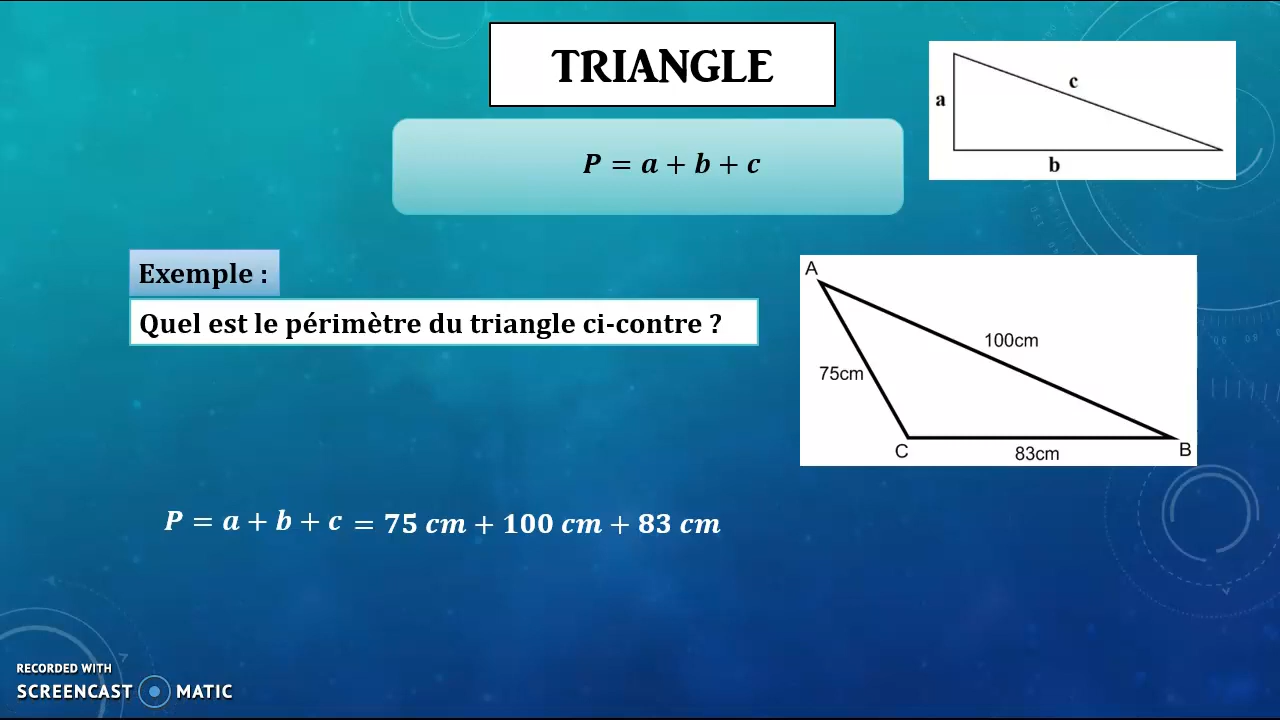 TRIANGLE
P = a + b + c
a
c
b
Exemple :
Quel est le périmètre du triangle ci-contre ?
A
100cm
75cm
C
83cm
B
P = a + b + c = 75 cm + 100 cm + 83 cm
RECORDED WITH
SCREENCAST MATIC